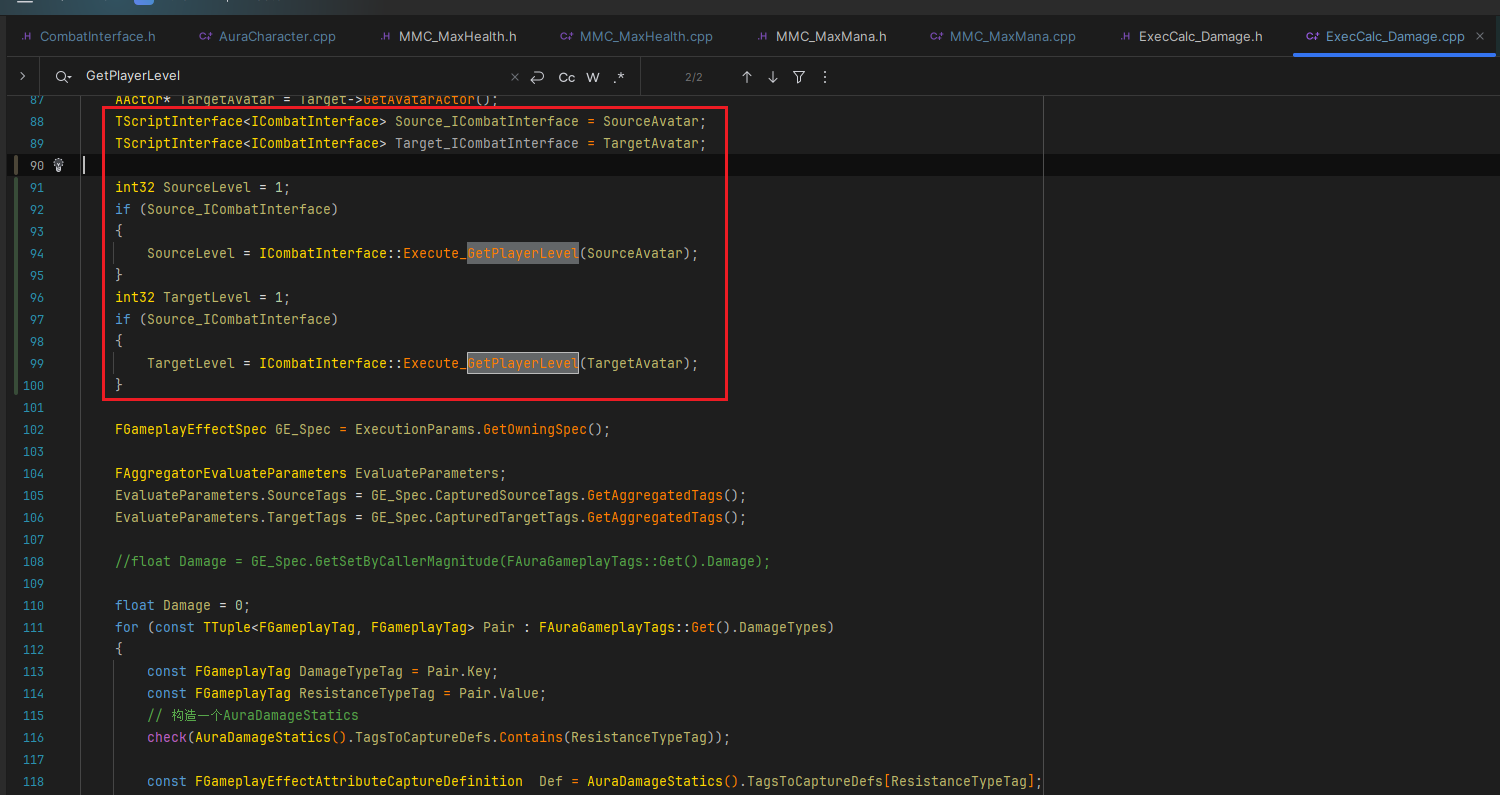 CombatInterface.h AuraCharacter.cpp MMC_MaxHealth.h MMC_MaxHealth.cpp MMC_MaxMana.h MMC_MaxMana.cpp ExecCalc_Damage.h ExecCalc_Damage.cpp
GetPlayerLevel Cc W .* 2/2
87 AActor* TargetAvatar = Target->GetAvatarActor();
88 TScriptInterface<ICombatInterface> Source_ICombatInterface = SourceAvatar;
89 TScriptInterface<ICombatInterface> Target_ICombatInterface = TargetAvatar;
90
91 int32 SourceLevel = 1;
92 if (Source_ICombatInterface)
93 {
94 SourceLevel = ICombatInterface::Execute_GetPlayerLevel(SourceAvatar);
95 }
96 int32 TargetLevel = 1;
97 if (Source_ICombatInterface)
98 {
99 TargetLevel = ICombatInterface::Execute_GetPlayerLevel(TargetAvatar);
100 }
101
102 FGameplayEffectSpec GE_Spec = ExecutionParams.GetOwningSpec();
103
104 FAggregatorEvaluateParameters EvaluateParameters;
105 EvaluateParameters.SourceTags = GE_Spec.CapturedSourceTags.GetAggregatedTags();
106 EvaluateParameters.TargetTags = GE_Spec.CapturedTargetTags.GetAggregatedTags();
107
108 //float Damage = GE_Spec.GetSetByCallerMagnitude(FAuraGameplayTags::Get().Damage);
109
110 float Damage = 0;
111 for (const TTuple<FGameplayTag, FGameplayTag> Pair : FAuraGameplayTags::Get().DamageTypes)
112 {
113 const FGameplayTag DamageTypeTag = Pair.Key;
114 const FGameplayTag ResistanceTypeTag = Pair.Value;
115 // 构造一个AuraDamageStatics
116 check(AuraDamageStatics().TagsToCaptureDefs.Contains(ResistanceTypeTag));
117
118 const FGameplayEffectAttributeCaptureDefinition Def = AuraDamageStatics().TagsToCaptureDefs[ResistanceTypeTag];